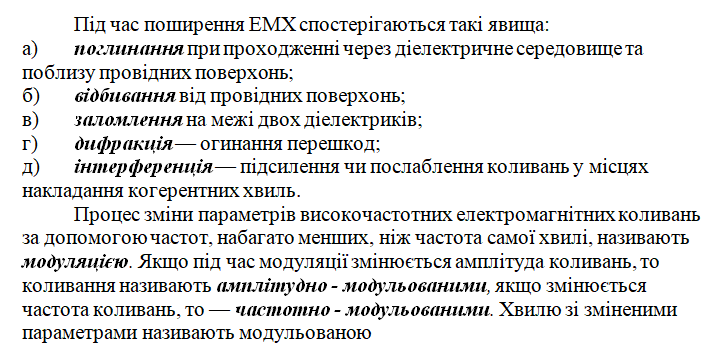 Під час поширення ЕМХ спостерігаються такі явища:
а) поглинання при проходженні через діелектричне середовище та
поблизу провідних поверхонь;
б) відбивання від провідних поверхонь;
в) заломлення на межі двох діелектриків;
г) дифракція — огинання перешкод;
д) інтерференція — підсилення чи послаблення коливань у місцях
накладання когерентних хвиль.
Процес зміни параметрів високочастотних електромагнітних коливань
за допомогою частот, набагато менших, ніж частота самої хвилі, називають
модуляцією. Якщо під час модуляції змінюється амплітуда коливань, то
коливання називають амплітудно - модульованими, якщо змінюється
частота коливань, то — частотно - модульованими. Хвилю зі зміненими
параметрами називають модульованою